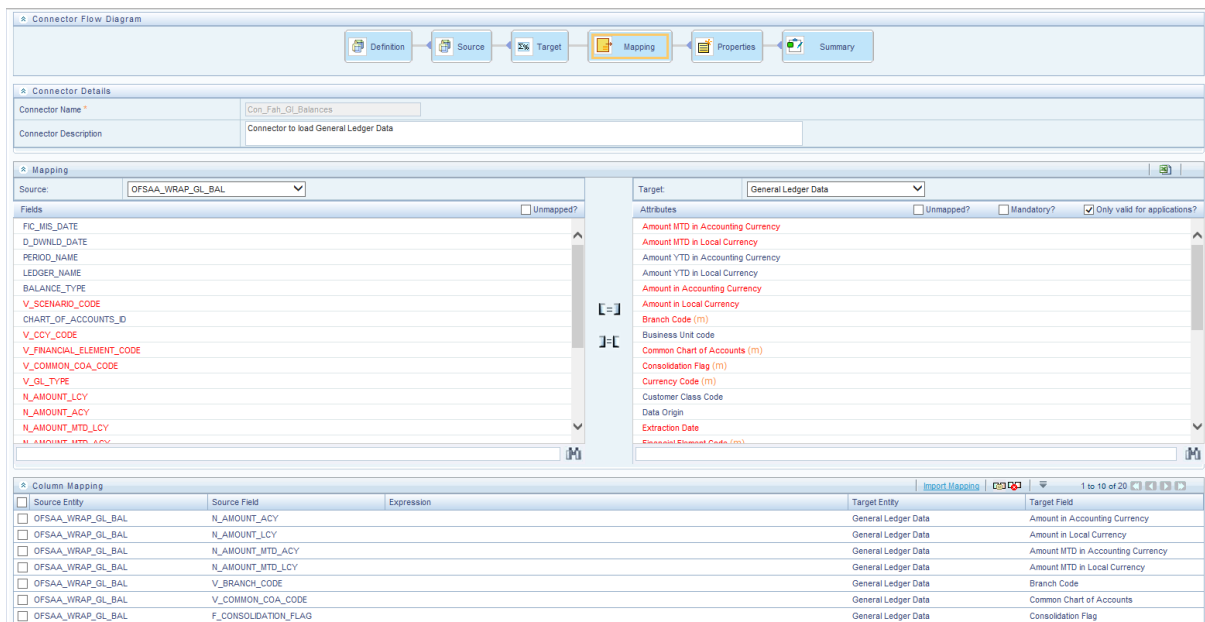 Connector Flow Diagram
Definition Source Target Mapping Properties Summary
Connector Details
Connector Name * Con_Fah_Gl_Balances
Connector Description Connector to load General Ledger Data
Mapping
Source: OFSAA_WRAP_GL_BAL Target: General Ledger Data
Fields Unmapped? Attributes Unmapped? Mandatory? Only valid for applications?
FIC_MIS_DATE Amount MTD in Accounting Currency
D_DWNLD_DATE Amount MTD in Local Currency
PERIOD_NAME Amount YTD in Accounting Currency
LEDGER_NAME Amount YTD in Local Currency
BALANCE_TYPE Amount in Accounting Currency
V_SCENARIO_CODE Amount in Local Currency
CHART_OF_ACCOUNTS_ID Branch Code (m)
V_CCY_CODE Business Unit code
V_FINANCIAL_ELEMENT_CODE Common Chart of Accounts (m)
V_COMMON_COA_CODE Consolidation Flag (m)
V_GL_TYPE Currency Code (m)
N_AMOUNT_LCY Customer Class Code
N_AMOUNT_ACY Data Origin
N_AMOUNT_MTD_LCY Extraction Date
N_AMOUNT_MTD_ACY Financial Element Code (m)
Column Mapping Import Mapping 1 to 10 of 20
Source Entity Source Field Expression Target Entity Target Field
OFSAA_WRAP_GL_BAL N_AMOUNT_ACY General Ledger Data Amount in Accounting Currency
OFSAA_WRAP_GL_BAL N_AMOUNT_LCY General Ledger Data Amount in Local Currency
OFSAA_WRAP_GL_BAL N_AMOUNT_MTD_ACY General Ledger Data Amount MTD in Accounting Currency
OFSAA_WRAP_GL_BAL N_AMOUNT_MTD_LCY General Ledger Data Amount MTD in Local Currency
OFSAA_WRAP_GL_BAL V_BRANCH_CODE General Ledger Data Branch Code
OFSAA_WRAP_GL_BAL V_COMMON_COA_CODE General Ledger Data Common Chart of Accounts
OFSAA_WRAP_GL_BAL F_CONSOLIDATION_FLAG General Ledger Data Consolidation Flag